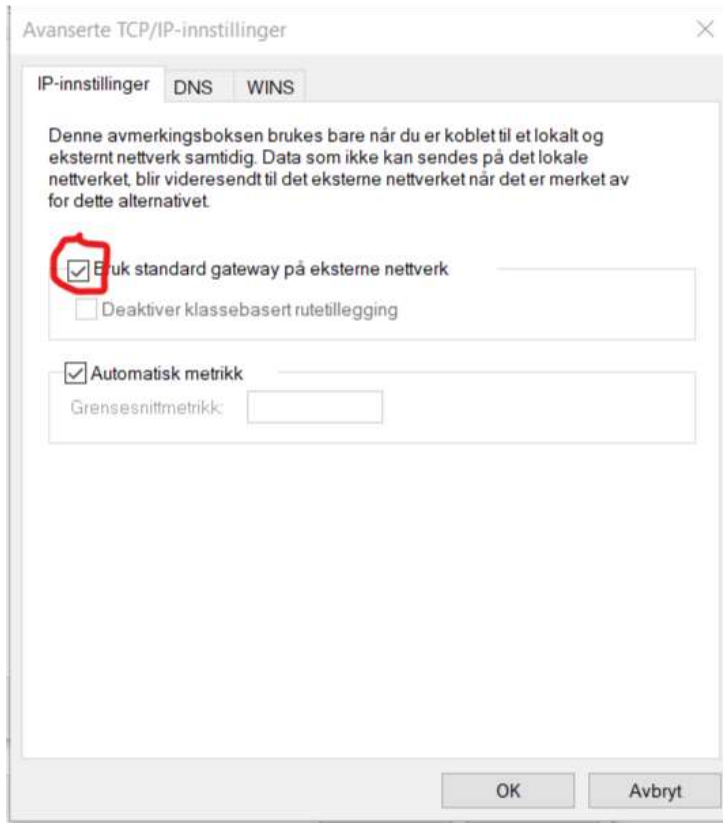 Avanserte TCP/IP-innstillinger
IP-innstillinger DNS WINS
Denne avmerkingsboksen brukes bare når du er koblet til et lokalt og
eksternt nettverk samtidig. Data som ikke kan sendes på det lokale
nettverket, blir videresendt til det eksterne nettverket når det er merket av
for dette alternativet.
Bruk standard gateway på eksterne nettverk
Deaktiver klassebasert rutetillegging
Automatisk metrikk
Grensesnittmetrikk:
OK Avbryt